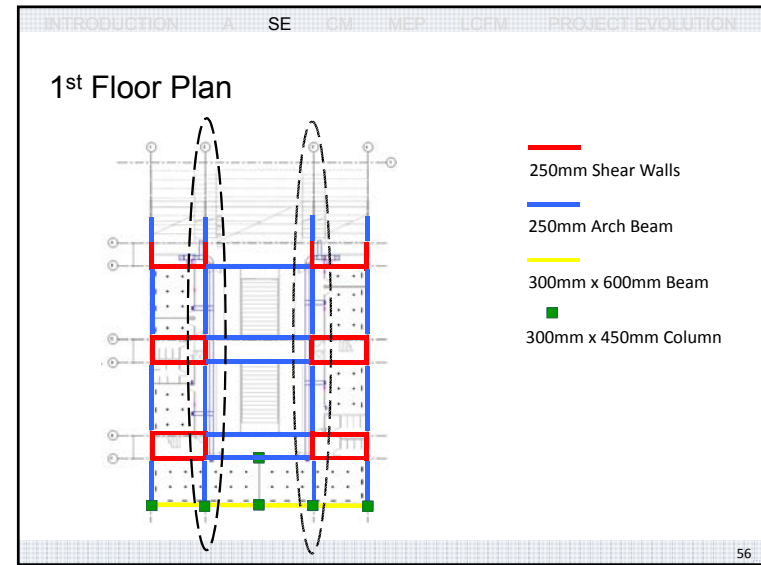 INTRODUCTION A SE CM MEP LCFM PROJECT EVOLUTION
1st Floor Plan
250mm Shear Walls
250mm Arch Beam
300mm x 600mm Beam
300mm x 450mm Column
56